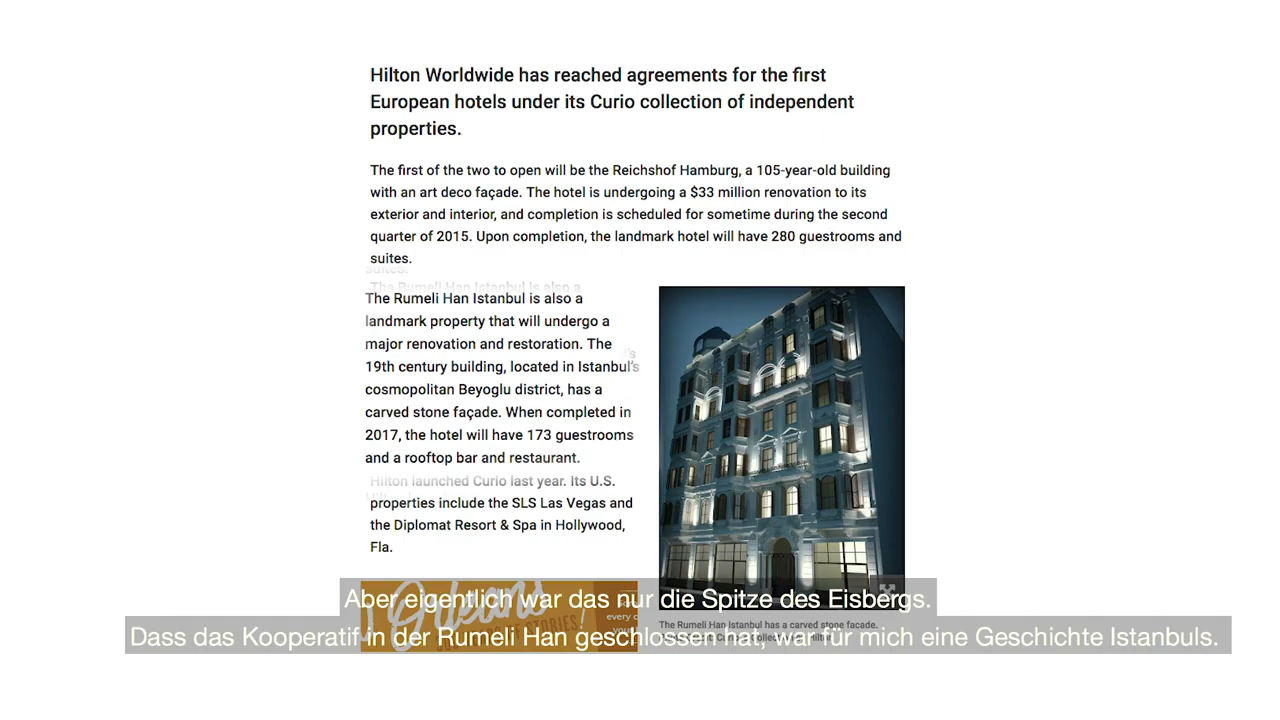 Hilton Worldwide has reached agreements for the first
European hotels under its Curio collection of independent
properties.
The first of the two to open will be the Reichshof Hamburg, a 105-year-old building
with an art deco façade. The hotel is undergoing a $33 million renovation to its
exterior and interior, and completion is scheduled for sometime during the second
quarter of 2015. Upon completion, the landmark hotel will have 280 guestrooms and
suites.
The Rumeli Han Istanbul is also a
landmark property that will undergo a
major renovation and restoration. The
19th century building, located in Istanbul's
cosmopolitan Beyoglu district, has a
carved stone façade. When completed in
2017, the hotel will have 173 guestrooms
and a rooftop bar and restaurant.
Hilton launched Curio last year. Its U.S.
properties include the SLS Las Vegas and
the Diplomat Resort & Spa in Hollywood,
Fla.
Aber eigentlich war das nur die Spitze des Eisbergs.
Dass das Kooperatif in der Rumeli Han geschlossen hat, war für mich eine Geschichte Istanbuls.
The Rumeli Han Istanbul has a carved stone facade.